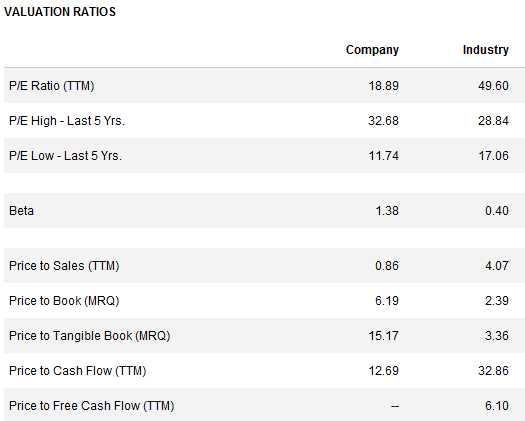 VALUATION RATIOS
Company Industry
P/E Ratio (TTM) 18.89 49.60
P/E High - Last 5 Yrs. 32.68 28.84
P/E Low - Last 5 Yrs. 11.74 17.06
Beta 1.38 0.40
Price to Sales (TTM) 0.86 4.07
Price to Book (MRQ) 6.19 2.39
Price to Tangible Book (MRQ) 15.17 3.36
Price to Cash Flow (TTM) 12.69 32.86
Price to Free Cash Flow (TTM) -- 6.10